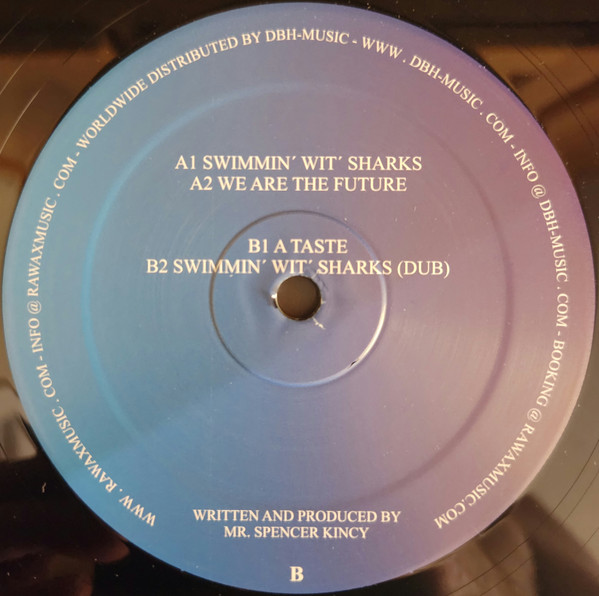 WWW . RAWAXMUSIC . COM - INFO @ RAWAXMUSIC . COM - WORLDWIDE DISTRIBUTED BY DBH-MUSIC - WWW . DBH-MUSIC . COM - INFO @ DBH-MUSIC . COM - BOOKING @ RAWAXMUSIC.COM
A1 SWIMMIN´ WIT´ SHARKS
A2 WE ARE THE FUTURE
B1 A TASTE
B2 SWIMMIN´ WIT´ SHARKS (DUB)
WRITTEN AND PRODUCED BY
MR. SPENCER KINCY
B